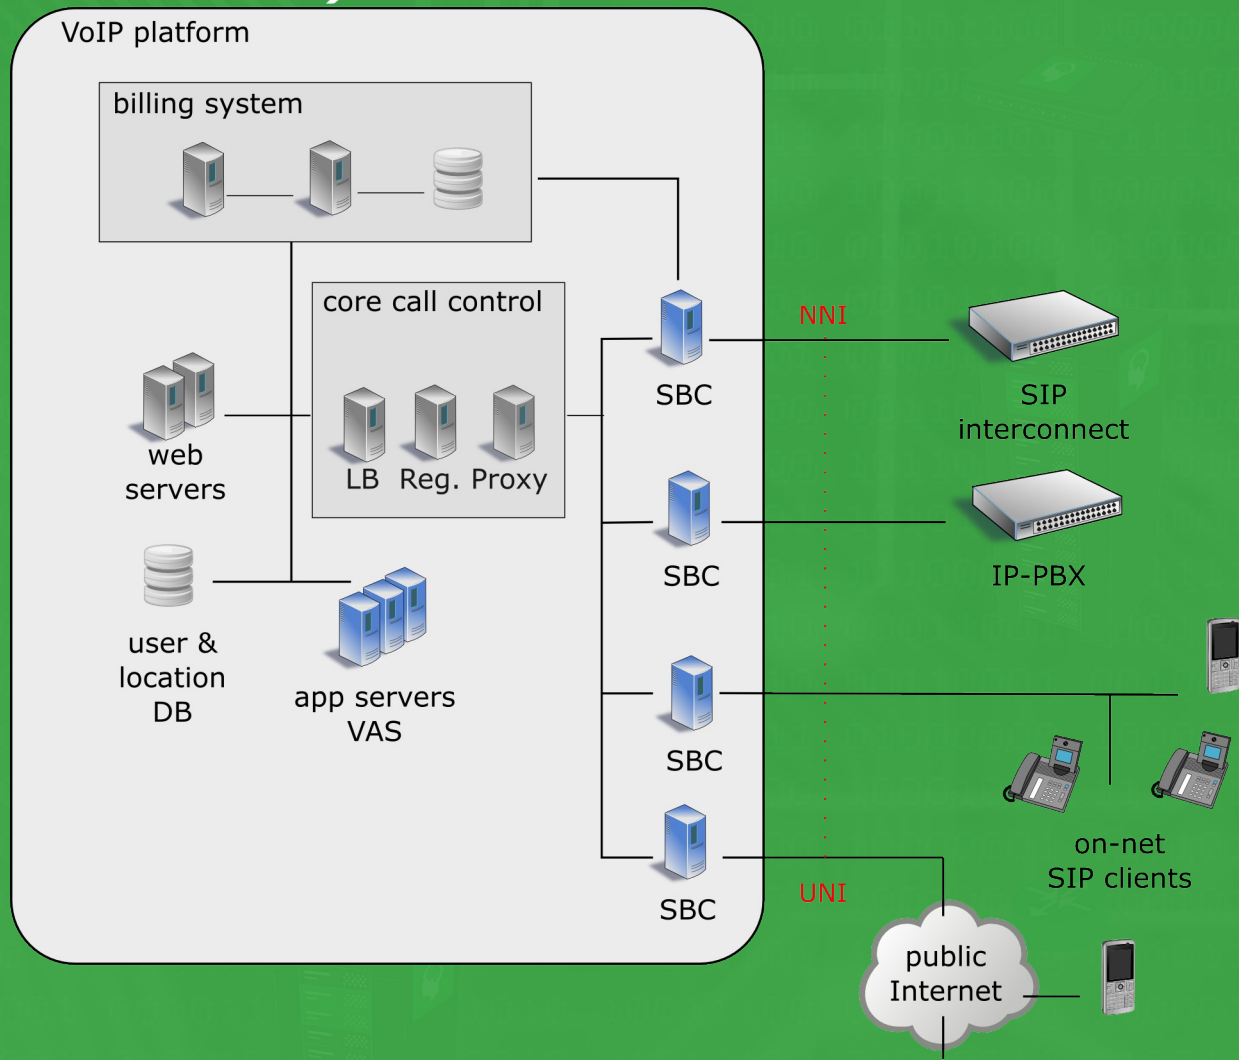 VoIP platform
billing system
core call control
LB Reg. Proxy
web
servers
user &
location
DB
app servers
VAS
SBC
SBC
SBC
SBC
NNI
UNI
SIP
interconnect
IP-PBX
on-net
SIP clients
public
Internet